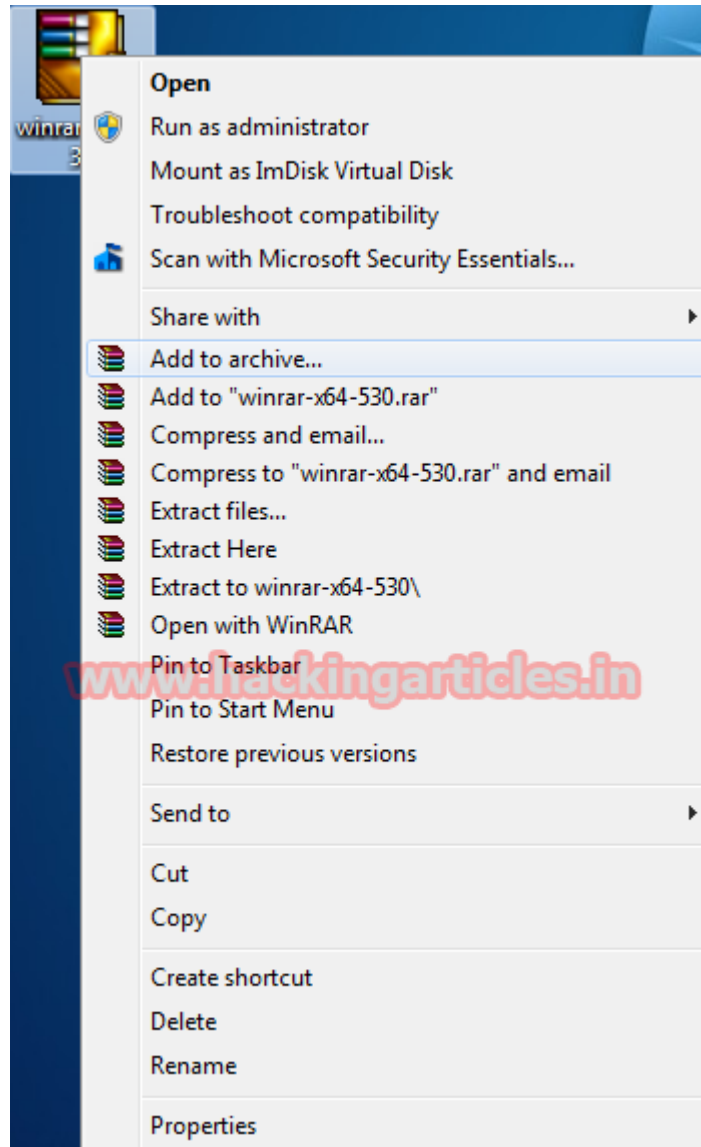 Open
winrar
Run as administrator
3
Mount as ImDisk Virtual Disk
Troubleshoot compatibility
Scan with Microsoft Security Essentials...
Share with
Add to archive...
Add to "winrar-x64-530.rar"
Compress and email...
Compress to "winrar-x64-530.rar" and email
Extract files...
Extract Here
Extract to winrar-x64-530\
Open with WinRAR
Pin to Taskbar
www.hackingarticles.in
Pin to Start Menu
Restore previous versions
Send to
Cut
Copy
Create shortcut
Delete
Rename
Properties